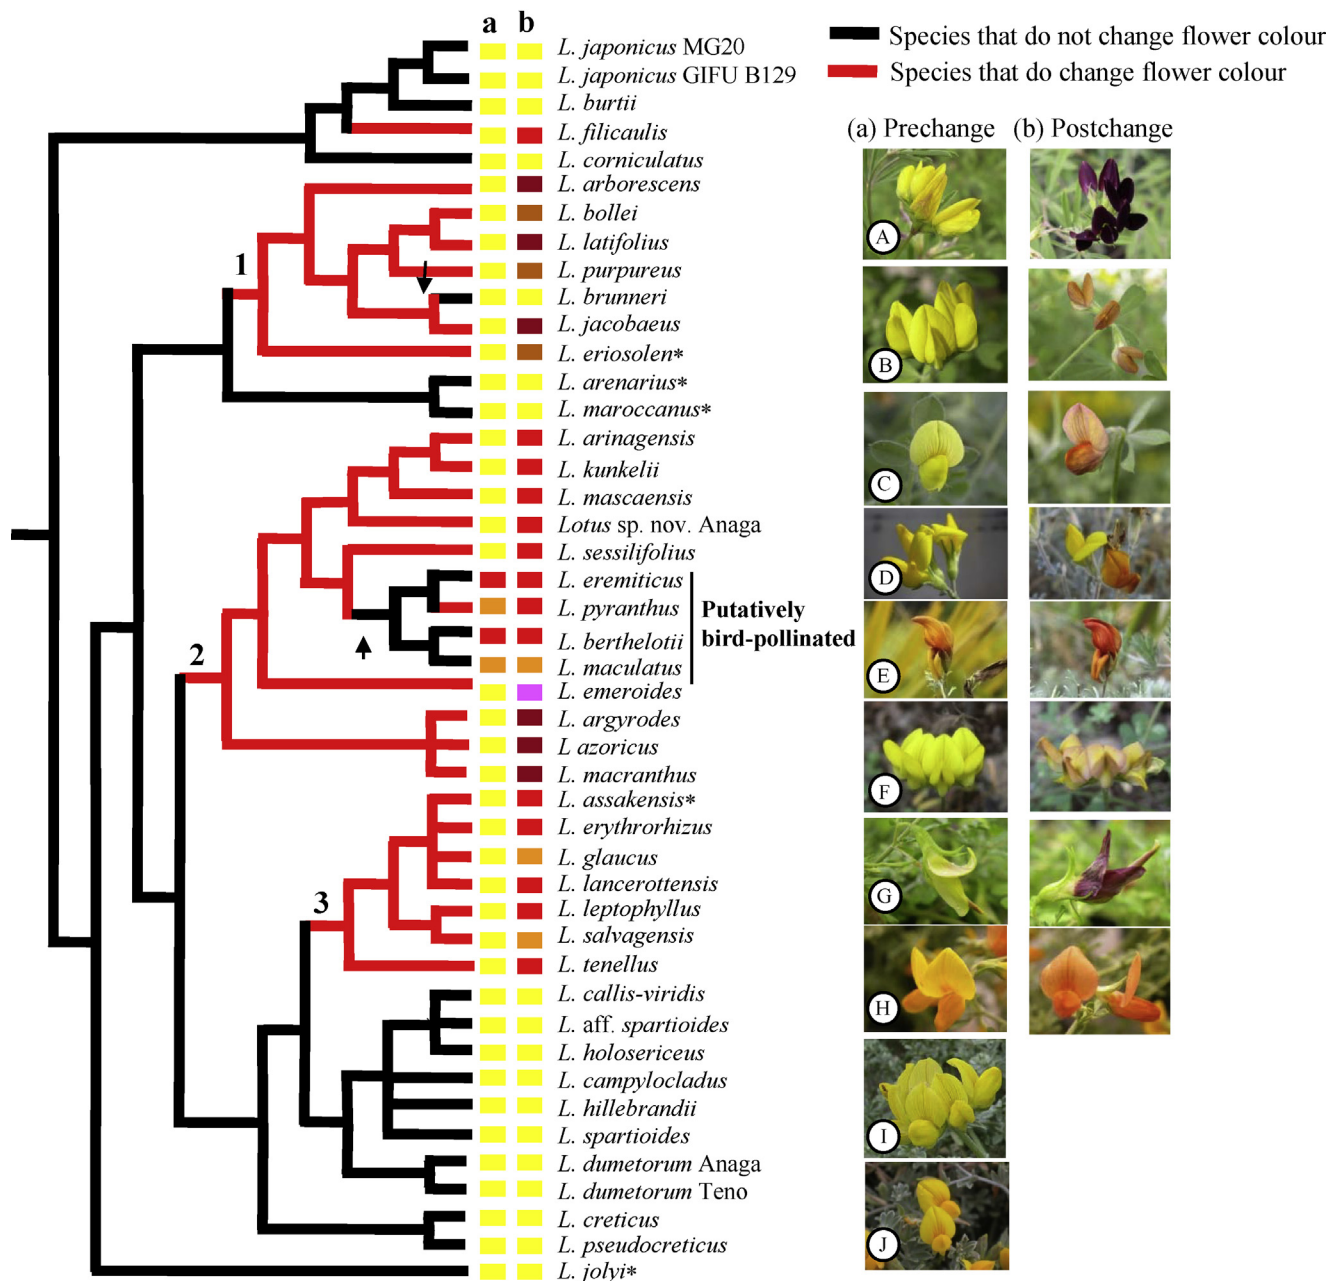 a b
Species that do not change flower colour
Species that do change flower colour
(a) Prechange (b) Postchange
L. japonicus MG20
L. japonicus GIFU B129
L. burtii
L. filicaulis
L. corniculatus
L. arborescens
L. bollei
L. latifolius
L. purpureus
L. brunneri
L. jacobaeus
L. eriosolen*
L. arenarius*
L. maroccanus*
L. arinagensis
L. kunkelii
L. mascaensis
Lotus sp. nov. Anaga
L. sessilifolius
L. eremiticus
L. pyranthus
L. berthelotii
L. maculatus
L. emeroides
L. argyrodes
L azoricus
L. macranthus
L. assakensis*
L. erythrorhizus
L. glaucus
L. lancerottensis
L. leptophyllus
L. salvagensis
L. tenellus
L. callis-viridis
L. aff. spartioides
L. holosericeus
L. campylocladus
L. hillebrandii
L. spartioides
L. dumetorum Anaga
L. dumetorum Teno
L. creticus
L. pseudocreticus
L. jolyi*
1
2
3
Putatively
bird-pollinated
A
B
C
D
E
F
G
H
I
J